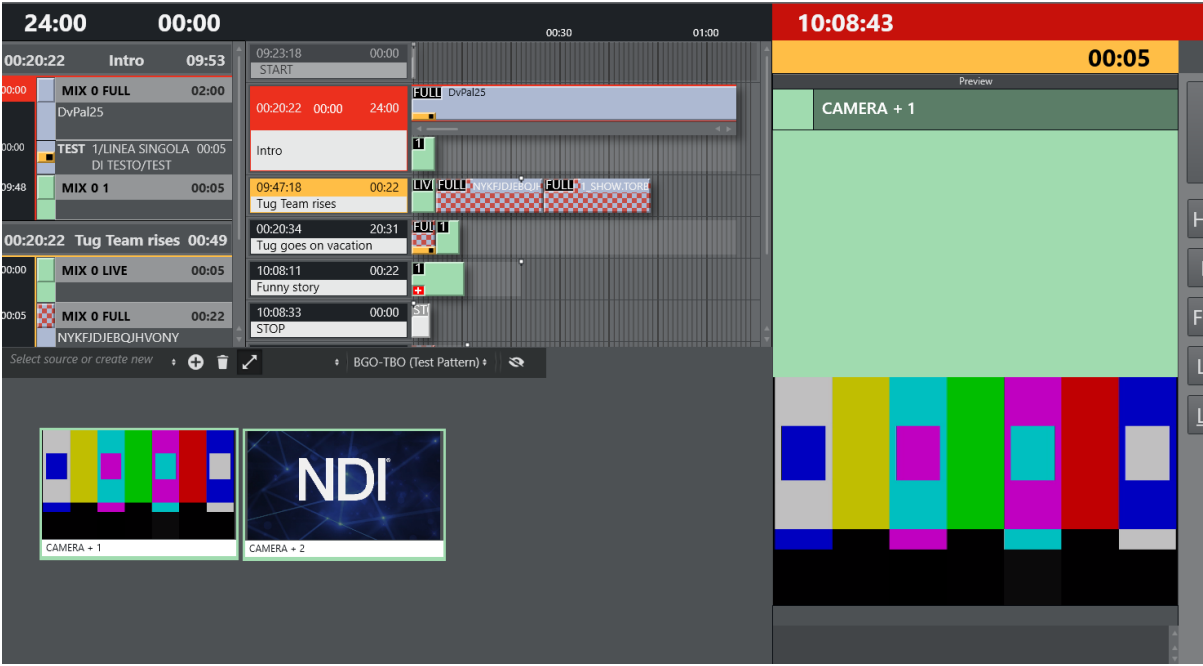 24:00 00:00
00:30 01:00
10:08:43
00:20:22 Intro 09:53
00:00 MIX 0 FULL 02:00
DvPal25
00:00 TEST 1/LINEA SINGOLA 00:05
DI TESTO/TEST
09:48 MIX 0 1 00:05
00:20:22 Tug Team rises 00:49
00:00 MIX 0 LIVE 00:05
00:05 MIX 0 FULL 00:22
NYKFJDJEBQJHVONY
09:23:18 00:00
START
00:20:22 00:00 24:00
Intro
FULL DvPal25
1
09:47:18 00:22
Tug Team rises
LIVE FULL NYKFJDJEBQJH FULL 1_SHOW.TORE
00:20:34 20:31
Tug goes on vacation
FUL 1
10:08:11 00:22
Funny story
1
10:08:33 00:00
STOP
ST
Select source or create new
BGO-TBO (Test Pattern)
NDI
CAMERA + 1
CAMERA + 2
00:05
Preview
CAMERA + 1
H
F
L
L